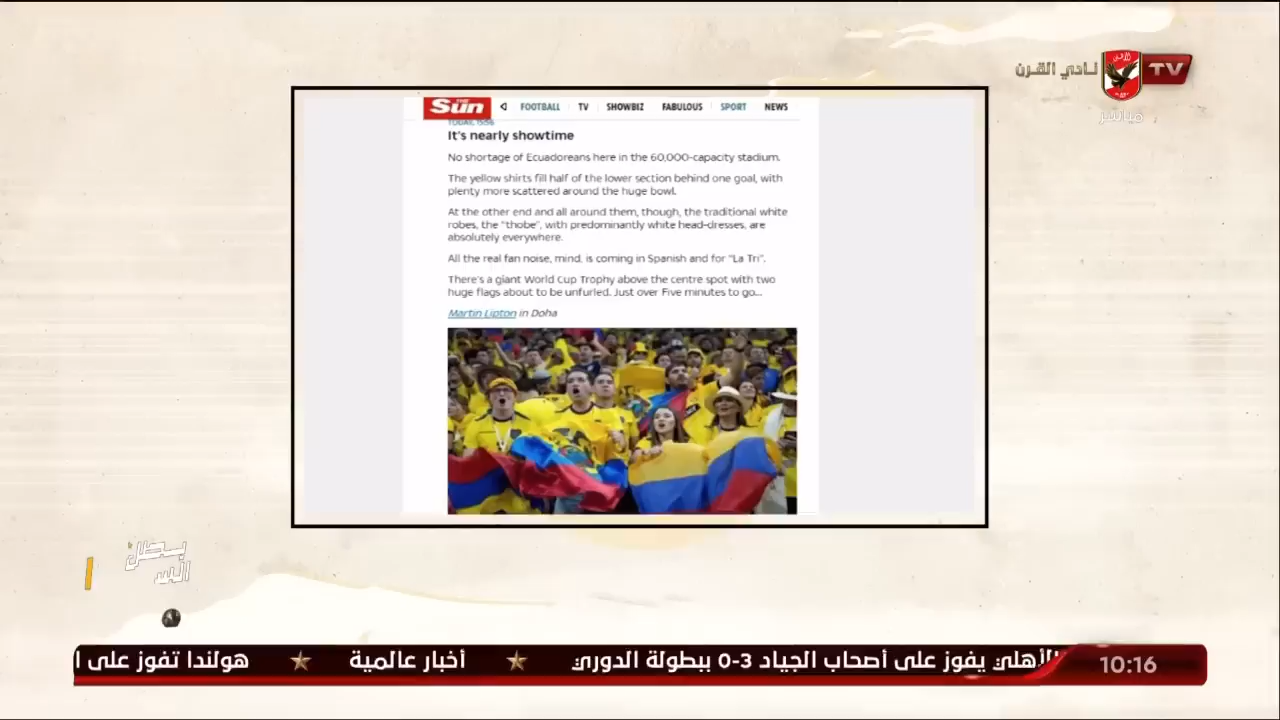 لنادي القرن
TV
مباشر
THE Sun
FOOTBALL TV SHOWBIZ FABULOUS SPORT NEWS
TODAY, 15:56
It's nearly showtime
No shortage of Ecuadoreans here in the 60,000-capacity stadium.
The yellow shirts fill half of the lower section behind one goal, with
plenty more scattered around the huge bowl.
At the other end and all around them, though, the traditional white
robes, the "thobe", with predominantly white head-dresses, are
absolutely everywhere.
All the real fan noise, mind, is coming in Spanish and for "La Tri".
There's a giant World Cup Trophy above the centre spot with two
huge flags about to be unfurled. Just over Five minutes to go...
Martin Lipton in Doha
الأهلي يفوز على أصحاب الجياد 3-0 ببطولة الدوري ★ أخبار عالمية ★ هولندا تفوز على ا
10:16